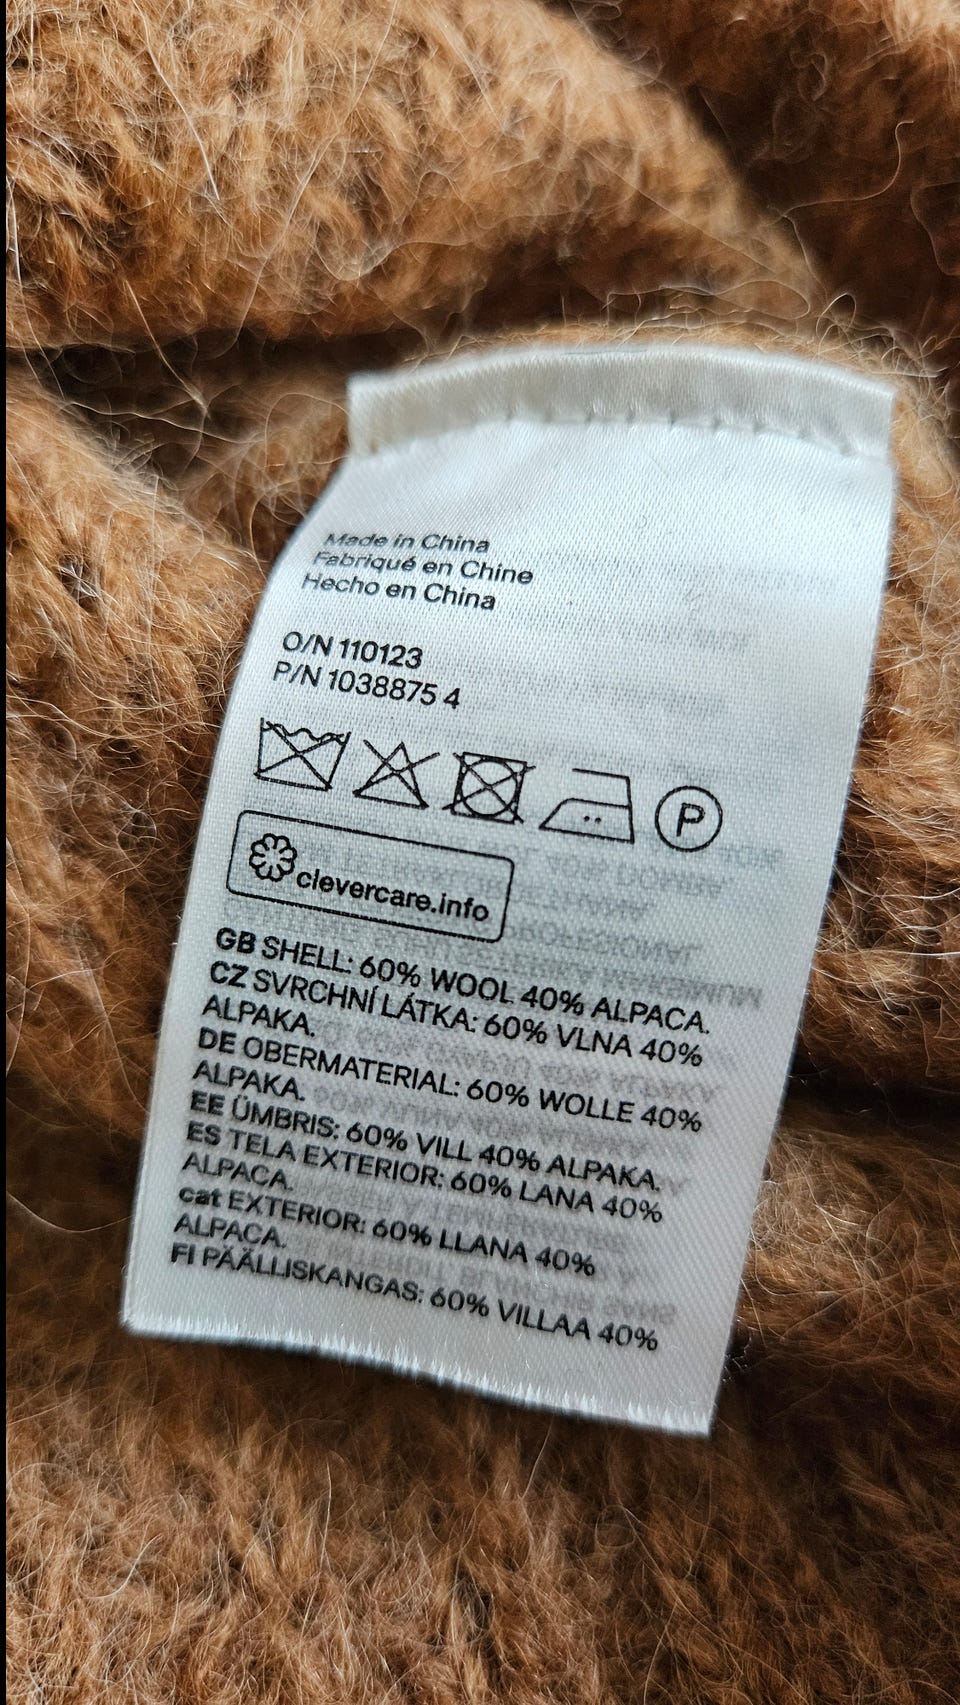 Made in China
Fabriqué en Chine
Hecho en China
O/N 110123
P/N 1038875 4
P
clevercare.info
GB SHELL: 60% WOOL 40% ALPACA.
CZ SVRCHNÍ LÁTKA: 60% VLNA 40%
ALPAKA.
DE OBERMATERIAL: 60% WOLLE 40%
ALPAKA.
EE ÜMBRIS: 60% VILL 40% ALPAKA.
ES TELA EXTERIOR: 60% LANA 40%
ALPACA.
cat EXTERIOR: 60% LLANA 40%
ALPACA.
FI PÄÄLLISKANGAS: 60% VILLAA 40%